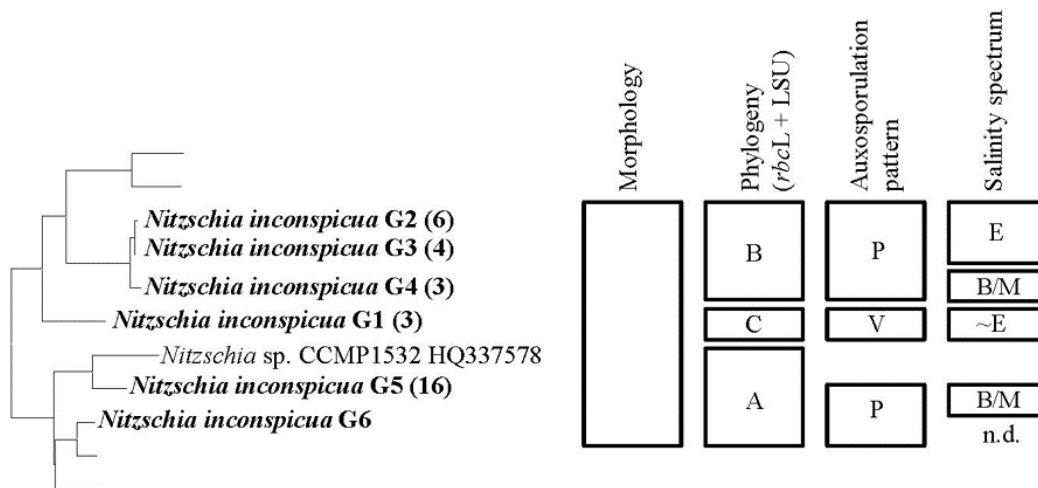 Morphology
Phylogeny
(rbcL + LSU)
Auxosporulation
pattern
Salinity spectrum
Nitzschia inconspicua G2 (6)
Nitzschia inconspicua G3 (4)
Nitzschia inconspicua G4 (3)
Nitzschia inconspicua G1 (3)
Nitzschia sp. CCMP1532 HQ337578
Nitzschia inconspicua G5 (16)
Nitzschia inconspicua G6
B
P
E
B/M
C
V
~E
A
P
B/M
n.d.